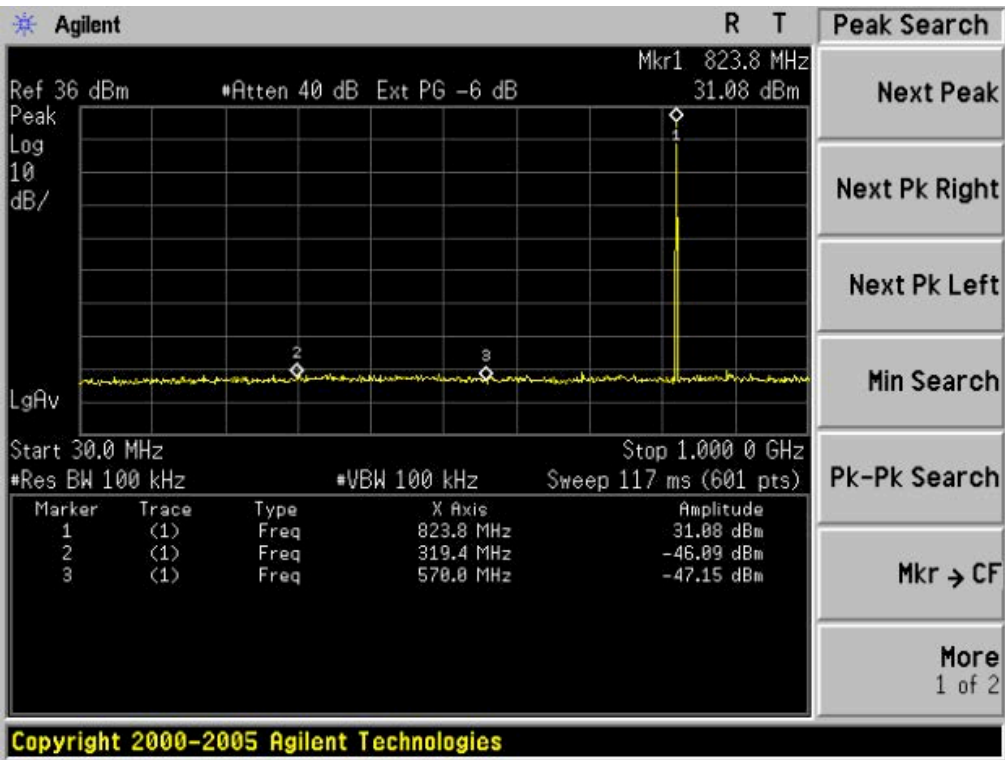 Agilent R T Peak Search
Mkr1 823.8 MHz
Ref 36 dBm #Atten 40 dB Ext PG -6 dB 31.08 dBm
Peak
Log
10
dB/
1
2
3
LgAv
Start 30.0 MHz Stop 1.000 0 GHz
#Res BW 100 kHz #VBW 100 kHz Sweep 117 ms (601 pts)
Marker Trace Type X Axis Amplitude
1 (1) Freq 823.8 MHz 31.08 dBm
2 (1) Freq 319.4 MHz -46.09 dBm
3 (1) Freq 570.0 MHz -47.15 dBm
Next Peak
Next Pk Right
Next Pk Left
Min Search
Pk-Pk Search
Mkr → CF
More
1 of 2
Copyright 2000-2005 Agilent Technologies